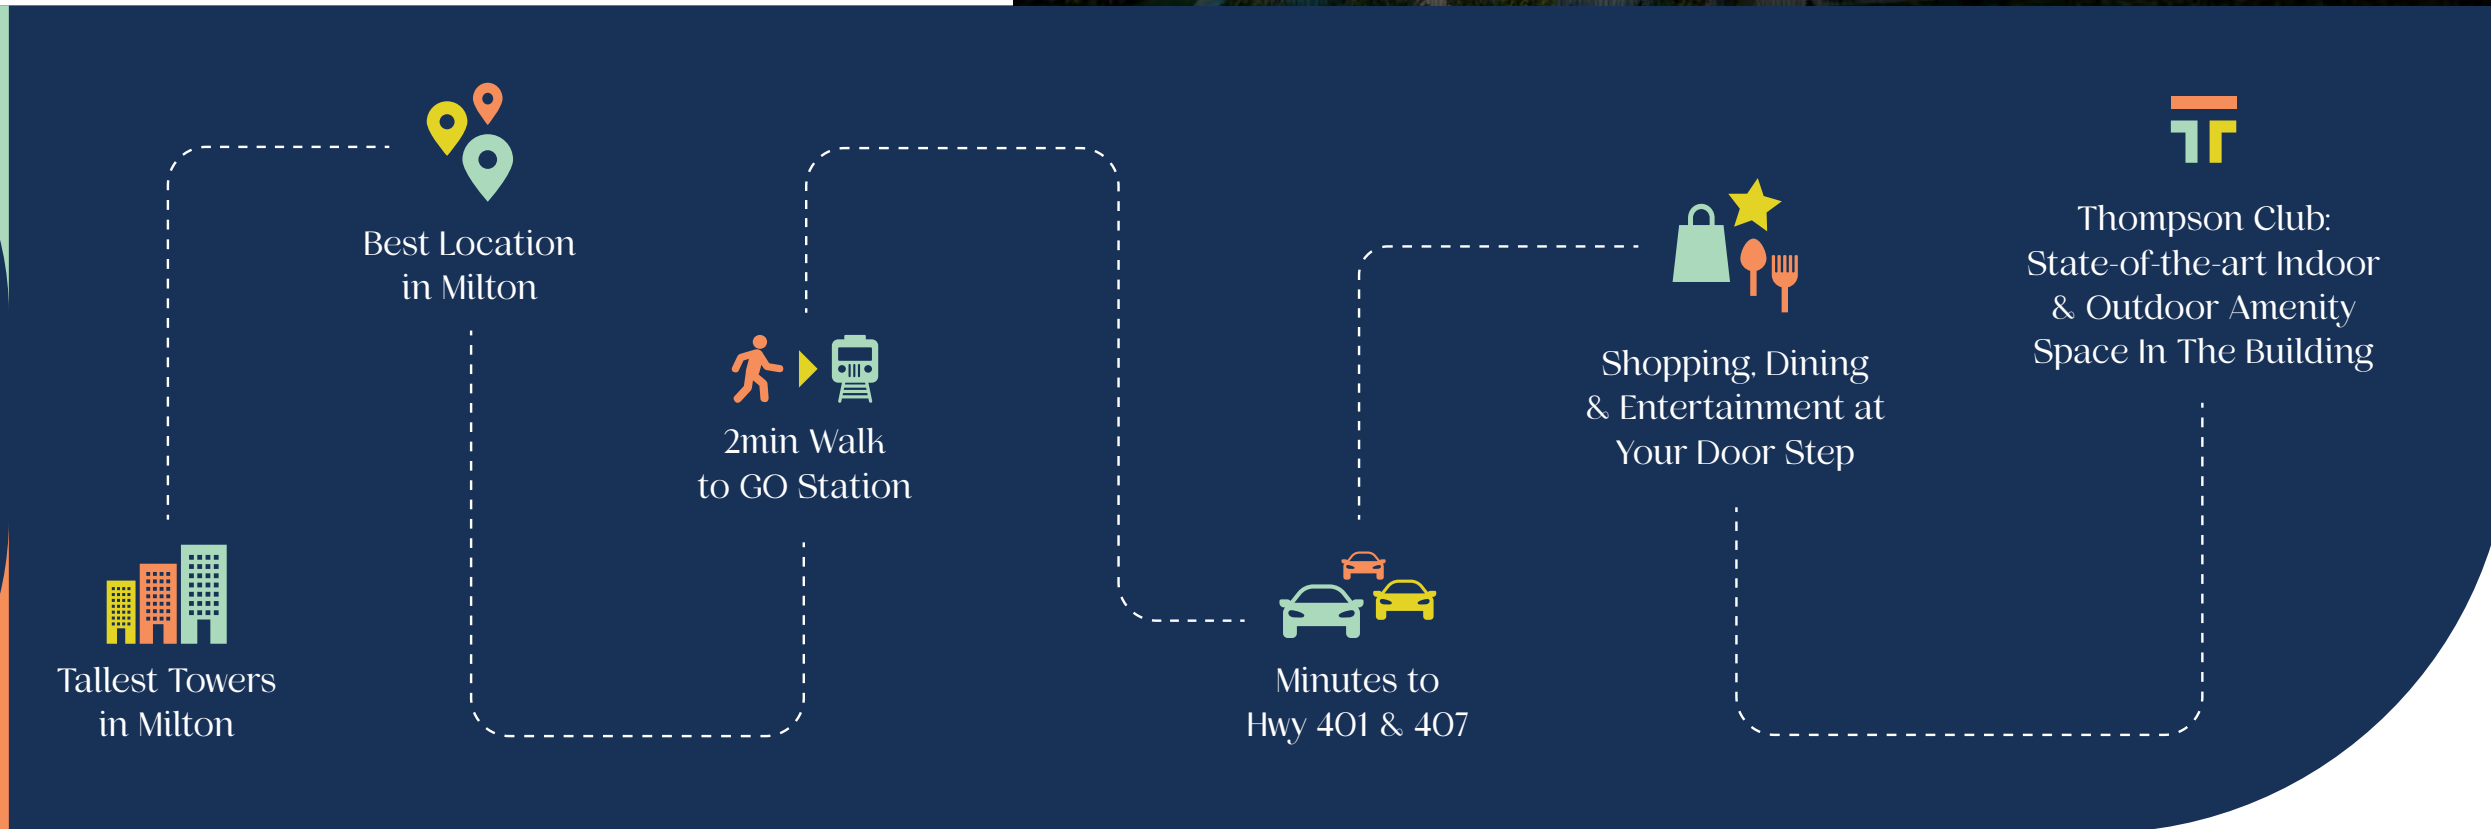 Tallest Towers
in Milton
Best Location
in Milton
2min Walk
to GO Station
Minutes to
Hwy 401 & 407
Shopping, Dining
& Entertainment at
Your Door Step
Thompson Club:
State-of-the-art Indoor
& Outdoor Amenity
Space In The Building